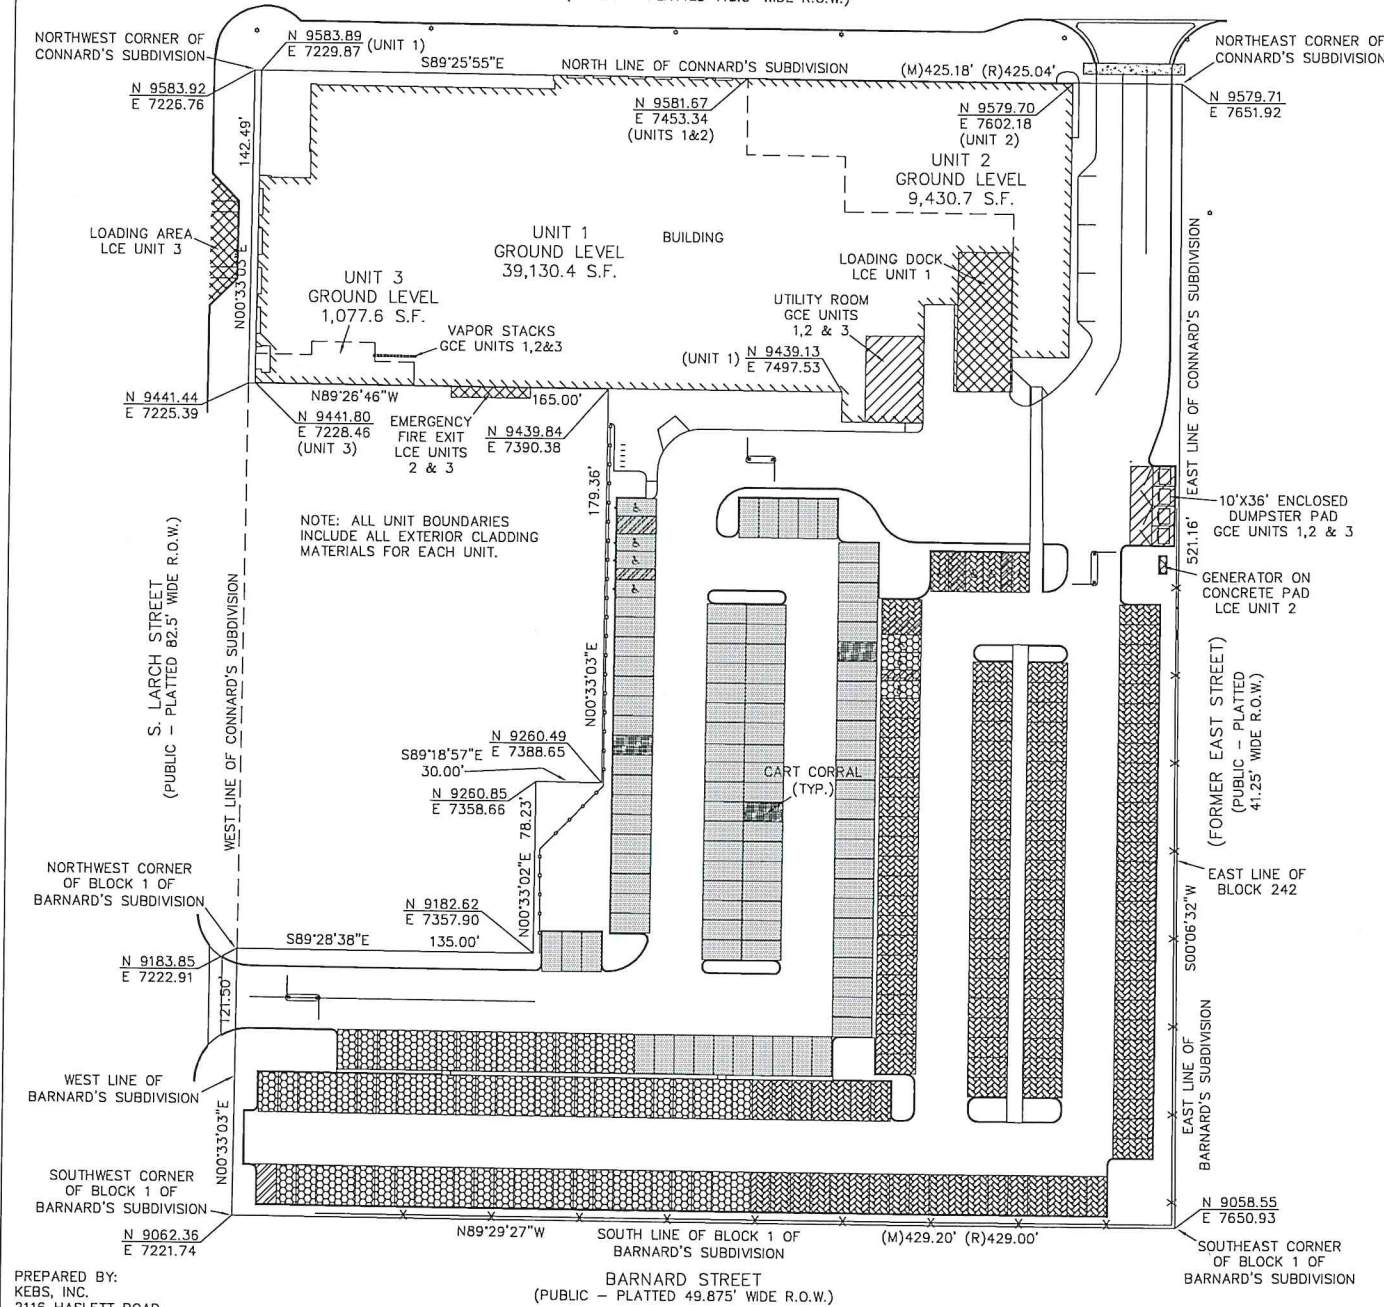 NORTHWEST CORNER OF
CONNARD'S SUBDIVISION
N 9583.89
E 7229.87
(UNIT 1)
S89°25'55"E
NORTH LINE OF CONNARD'S SUBDIVISION
(M)425.18' (R)425.04'
NORTHEAST CORNER OF
CONNARD'S SUBDIVISION
N 9583.92
E 7226.76
N 9581.67
E 7453.34
(UNITS 1&2)
N 9579.70
E 7602.18
(UNIT 2)
N 9579.71
E 7651.92
142.49'
UNIT 2
GROUND LEVEL
9,430.7 S.F.
LOADING AREA
LCE UNIT 3
N00°33'03"E
UNIT 1
GROUND LEVEL
39,130.4 S.F.
BUILDING
LOADING DOCK
LCE UNIT 1
UNIT 3
GROUND LEVEL
1,077.6 S.F.
UTILITY ROOM
GCE UNITS
1,2 & 3
VAPOR STACKS
GCE UNITS 1,2&3
(UNIT 1)
N 9439.13
E 7497.53
EAST LINE OF CONNARD'S SUBDIVISION
N 9441.44
E 7225.39
N89°26'46"W
165.00'
N 9441.80
E 7228.46
(UNIT 3)
EMERGENCY
FIRE EXIT
LCE UNITS
2 & 3
N 9439.84
E 7390.38
179.36'
NOTE: ALL UNIT BOUNDARIES
INCLUDE ALL EXTERIOR CLADDING
MATERIALS FOR EACH UNIT.
10'X36' ENCLOSED
DUMPSTER PAD
GCE UNITS 1,2 & 3
521.16'
GENERATOR ON
CONCRETE PAD
LCE UNIT 2
S. LARCH STREET
(PUBLIC - PLATTED 82.5' WIDE R.O.W.)
WEST LINE OF CONNARD'S SUBDIVISION
N00°33'03"E
(FORMER EAST STREET)
(PUBLIC - PLATTED
41.25' WIDE R.O.W.)
N 9260.49
E 7388.65
S89°18'57"E
30.00'
N 9260.85
E 7358.66
78.23'
CART CORRAL
(TYP.)
NORTHWEST CORNER
OF BLOCK 1 OF
BARNARD'S SUBDIVISION
EAST LINE OF
BLOCK 242
N 9182.62
E 7357.90
N00°33'02"E
S89°28'38"E
135.00'
S00°06'32"W
N 9183.85
E 7222.91
121.50'
WEST LINE OF
BARNARD'S SUBDIVISION
EAST LINE OF
BARNARD'S SUBDIVISION
N00°33'03"E
SOUTHWEST CORNER
OF BLOCK 1 OF
BARNARD'S SUBDIVISION
N 9062.36
E 7221.74
N89°29'27"W
SOUTH LINE OF BLOCK 1 OF
BARNARD'S SUBDIVISION
(M)429.20' (R)429.00'
N 9058.55
E 7650.93
SOUTHEAST CORNER
OF BLOCK 1 OF
BARNARD'S SUBDIVISION
BARNARD STREET
(PUBLIC - PLATTED 49.875' WIDE R.O.W.)
PREPARED BY:
KEBS, INC.
2116 HASLETT ROAD